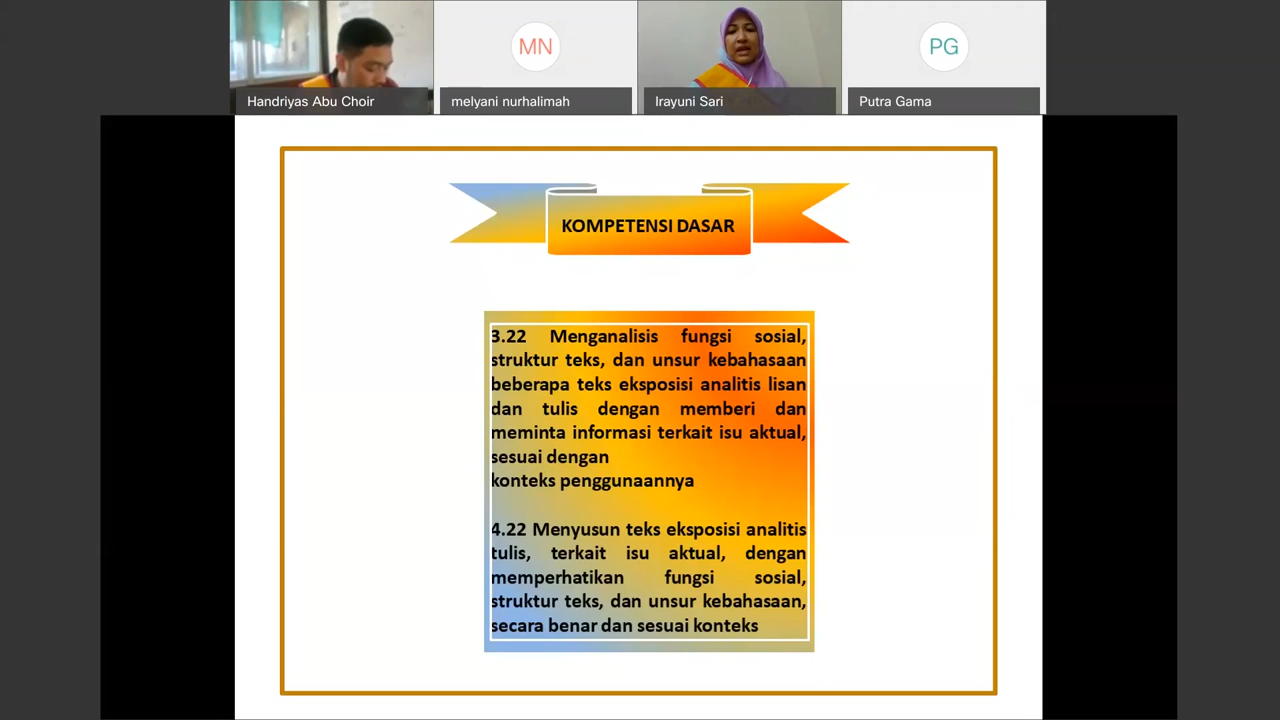 MN
PG
Handriyas Abu Choir
melyani nurhalimah
Irayuni Sari
Putra Gama
KOMPETENSI DASAR
3.22 Menganalisis fungsi sosial,
struktur teks, dan unsur kebahasaan
beberapa teks eksposisi analitis lisan
dan tulis dengan memberi dan
meminta informasi terkait isu aktual,
sesuai dengan
konteks penggunaannya
4.22 Menyusun teks eksposisi analitis
tulis, terkait isu aktual, dengan
memperhatikan fungsi sosial,
struktur teks, dan unsur kebahasaan,
secara benar dan sesuai konteks